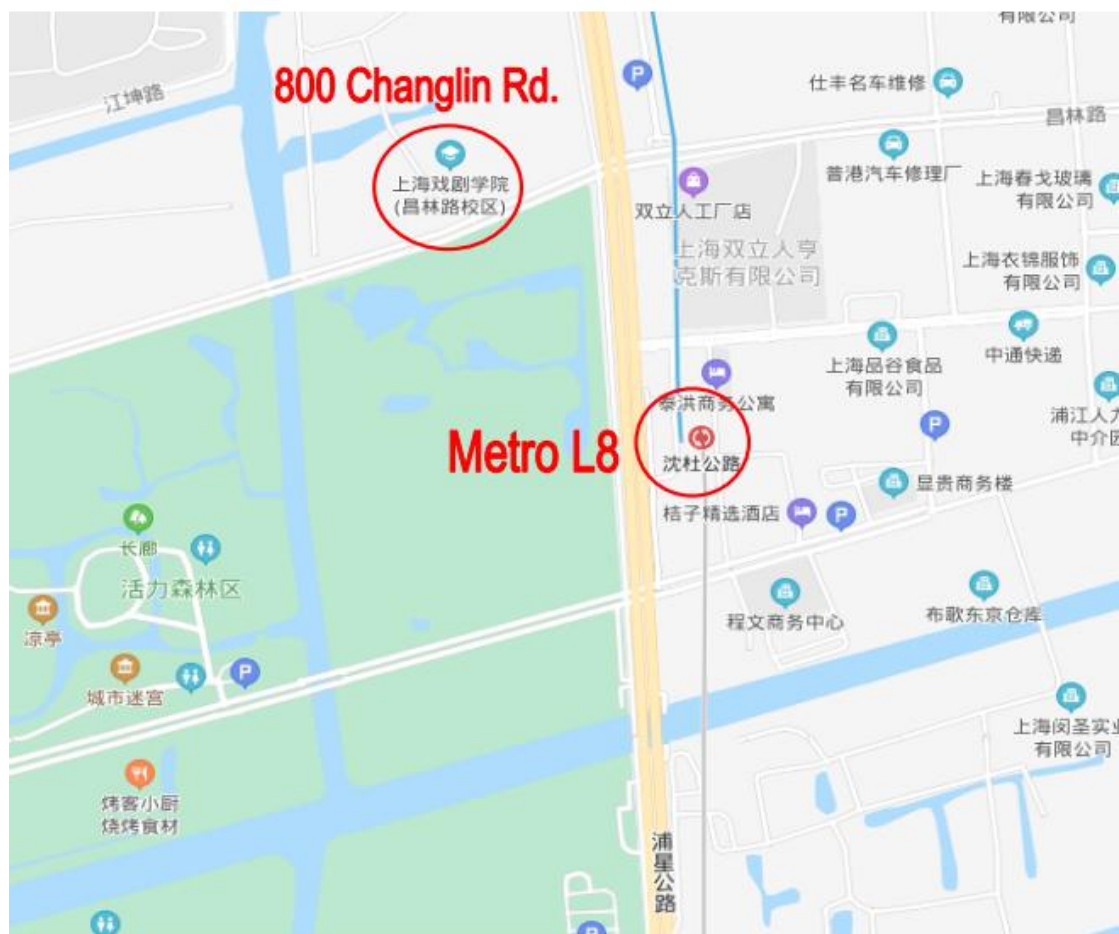 有限公司
800 Changlin Rd.
江坤路
仕丰名车维修
昌林路
上海戏剧学院
(昌林路校区)
普港汽车修理厂
上海春戈玻璃
有限公司
双立人工厂店
上海双立人亨
克斯有限公司
上海衣锦服饰
有限公司
上海品谷食品
有限公司
中通快递
泰洪商务公寓
浦江人力
中介
Metro L8
沈杜公路
显贵商务楼
桔子精选酒店
P
P
P
长廊
活力森林区
凉亭
程文商务中心
布歌东京仓库
城市迷宫
P
上海闵圣实业
有限公司
烤客小厨
烧烤食材
浦星公路
P